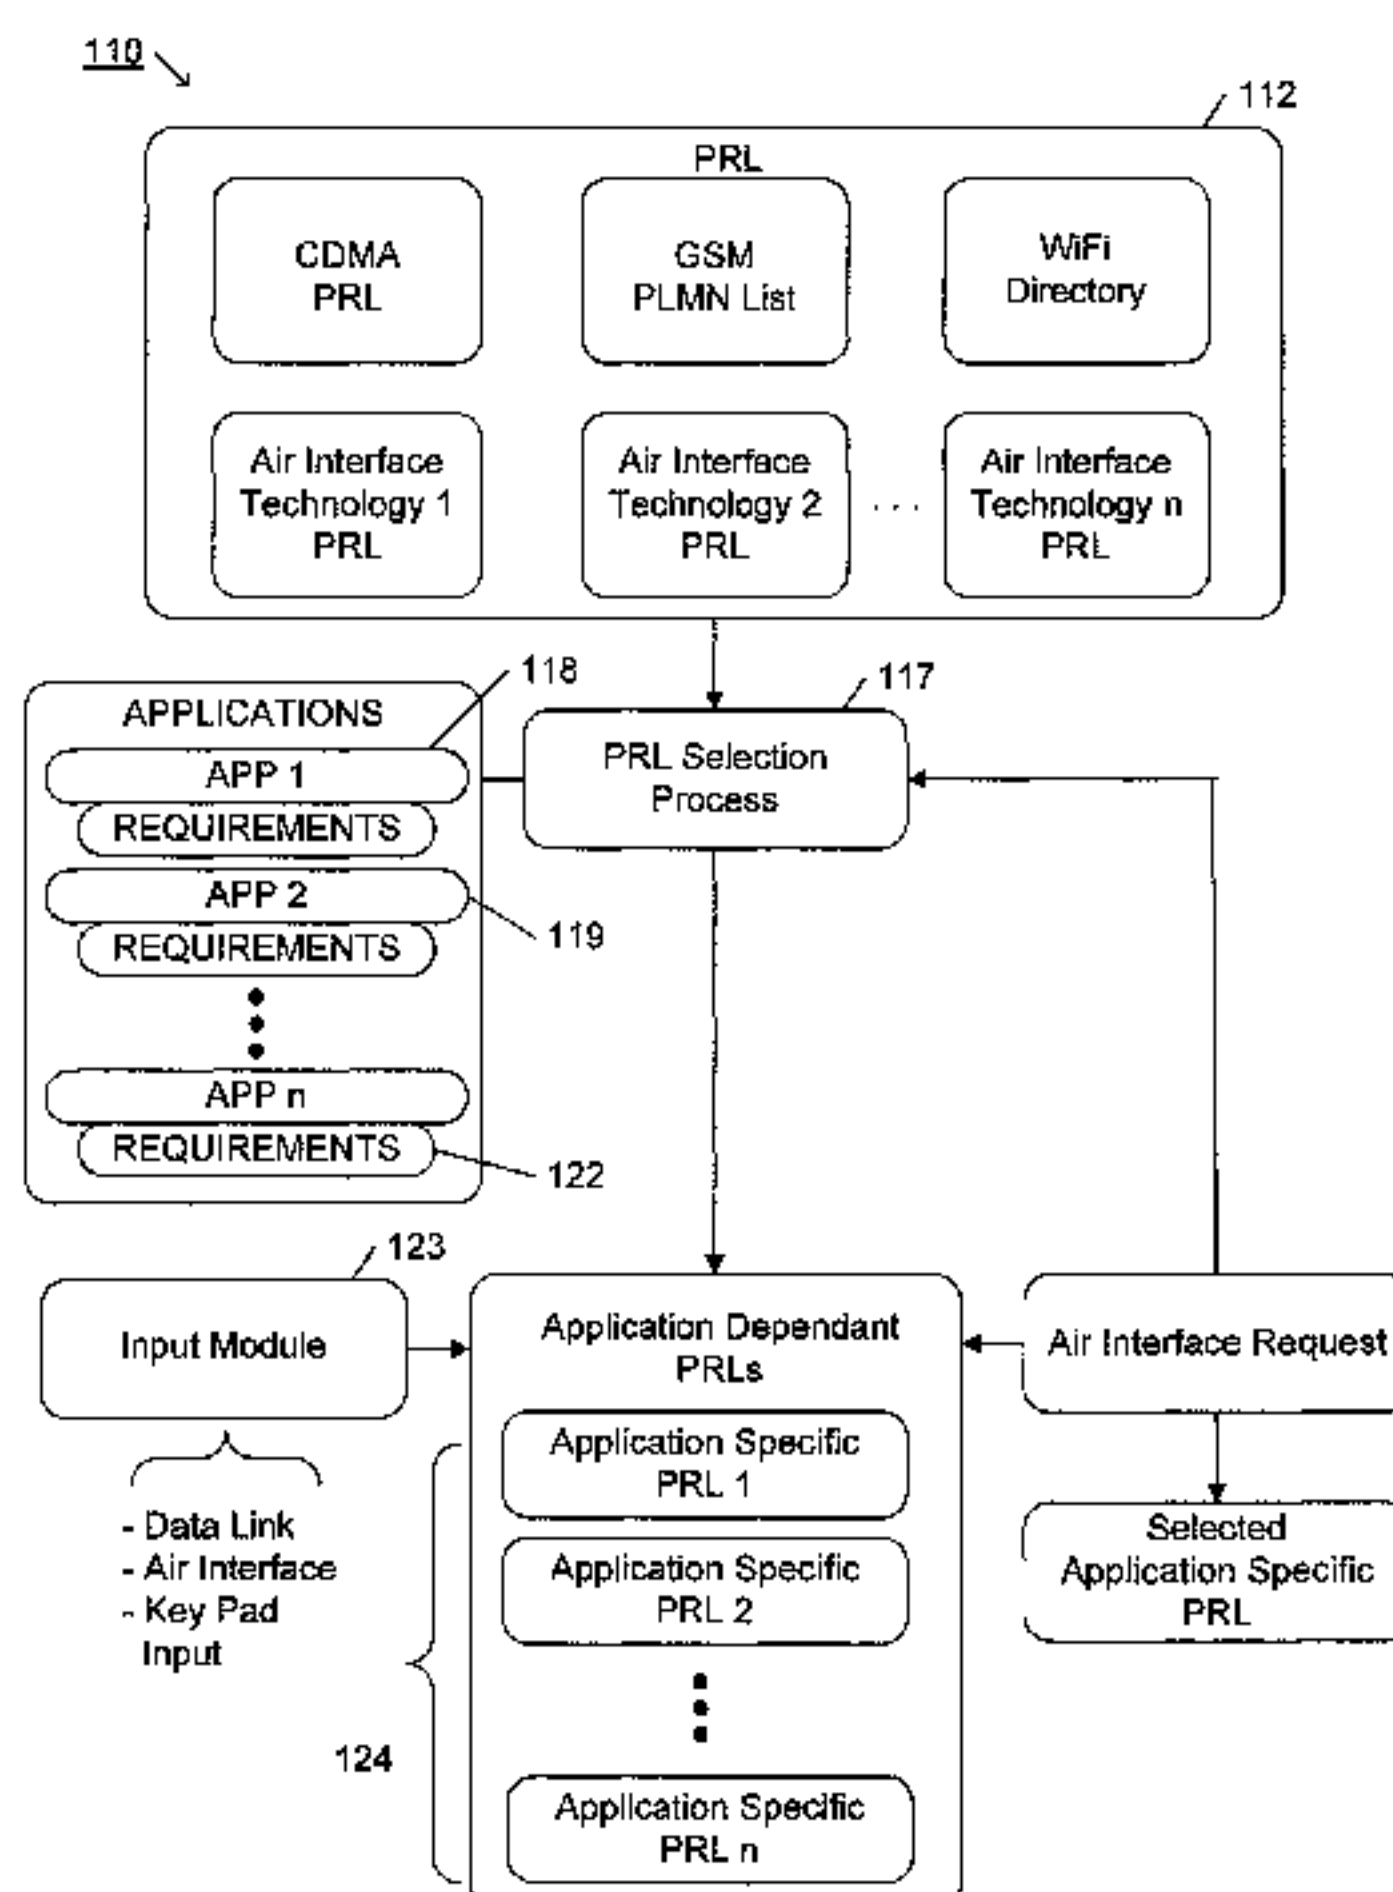 110
112
PRL
CDMA
PRL
GSM
PLMN List
WiFi
Directory
Air Interface
Technology 1
PRL
Air Interface
Technology 2
PRL
. . .
Air Interface
Technology n
PRL
118
117
APPLICATIONS
APP 1
REQUIREMENTS
APP 2
REQUIREMENTS
119
APP n
REQUIREMENTS
122
PRL Selection
Process
123
Input Module
- Data Link
- Air Interface
- Key Pad
Input
Application Dependant
PRLs
Application Specific
PRL 1
Application Specific
PRL 2
124
Application Specific
PRL n
Air Interface Request
Selected
Application Specific
PRL